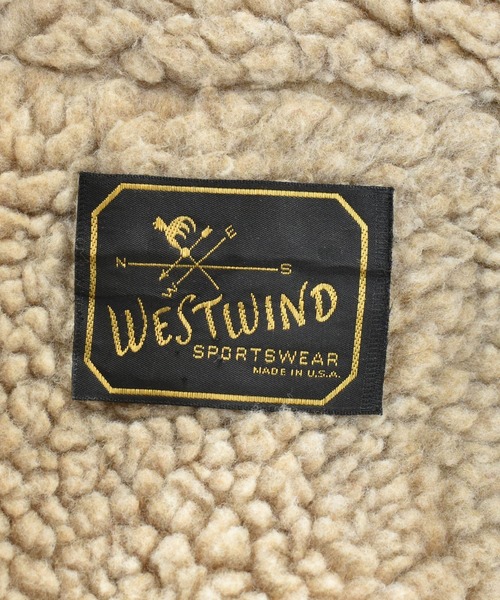 E
N S
W
WESTWIND
SPORTSWEAR
MADE IN U.S.A.